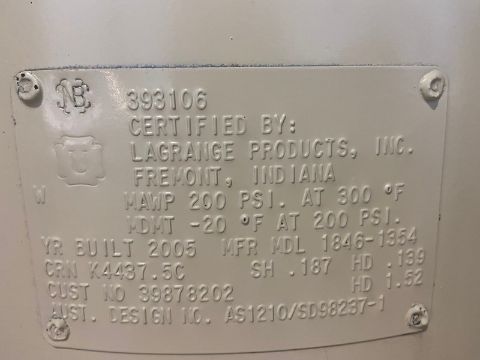 NB 393106
CERTIFIED BY:
U LAGRANGE PRODUCTS, INC.
FREMONT, INDIANA
W MAWP 200 PSI. AT 300 °F
MDMT -20 °F AT 200 PSI.
YR BUILT 2005 MFR MDL 1846-1354
CRN K4437.5C SH .187 HD .139
CUST NO 39878202 HD 1.52
AUST. DESIGN NO. AS1210/SD98237-1